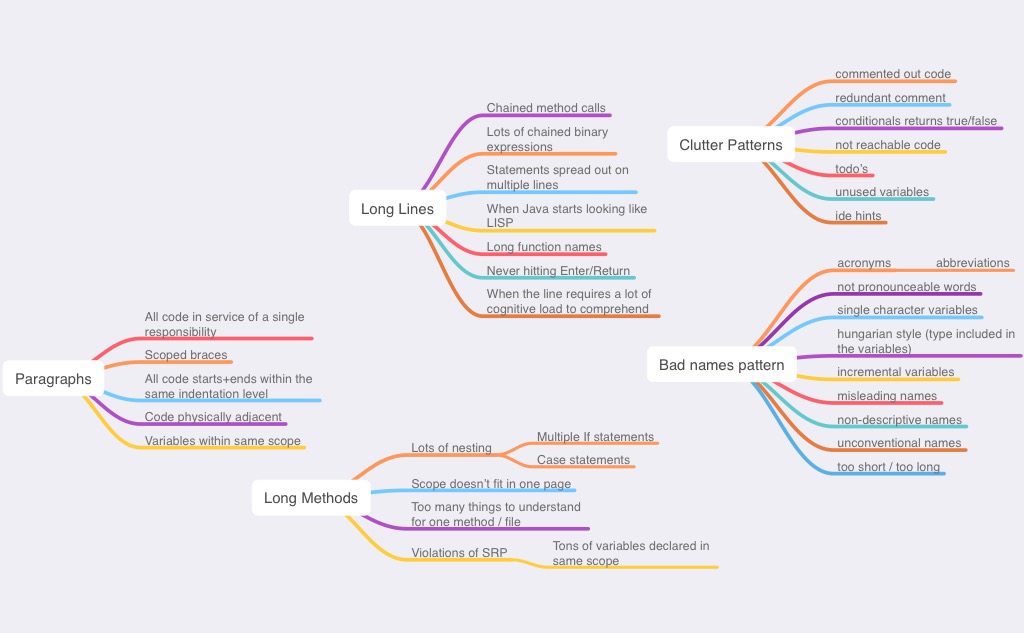 Clutter Patterns
commented out code
redundant comment
conditionals returns true/false
not reachable code
todo's
unused variables
ide hints
Long Lines
Chained method calls
Lots of chained binary
expressions
Statements spread out on
multiple lines
When Java starts looking like
LISP
Long function names
Never hitting Enter/Return
When the line requires a lot of
cognitive load to comprehend
Bad names pattern
acronyms
abbreviations
not pronounceable words
single character variables
hungarian style (type included in
the variables)
incremental variables
misleading names
non-descriptive names
unconventional names
too short / too long
Paragraphs
All code in service of a single
responsibility
Scoped braces
All code starts+ends within the
same indentation level
Code physically adjacent
Variables within same scope
Long Methods
Lots of nesting
Multiple If statements
Case statements
Scope doesn't fit in one page
Too many things to understand
for one method / file
Violations of SRP
Tons of variables declared in
same scope